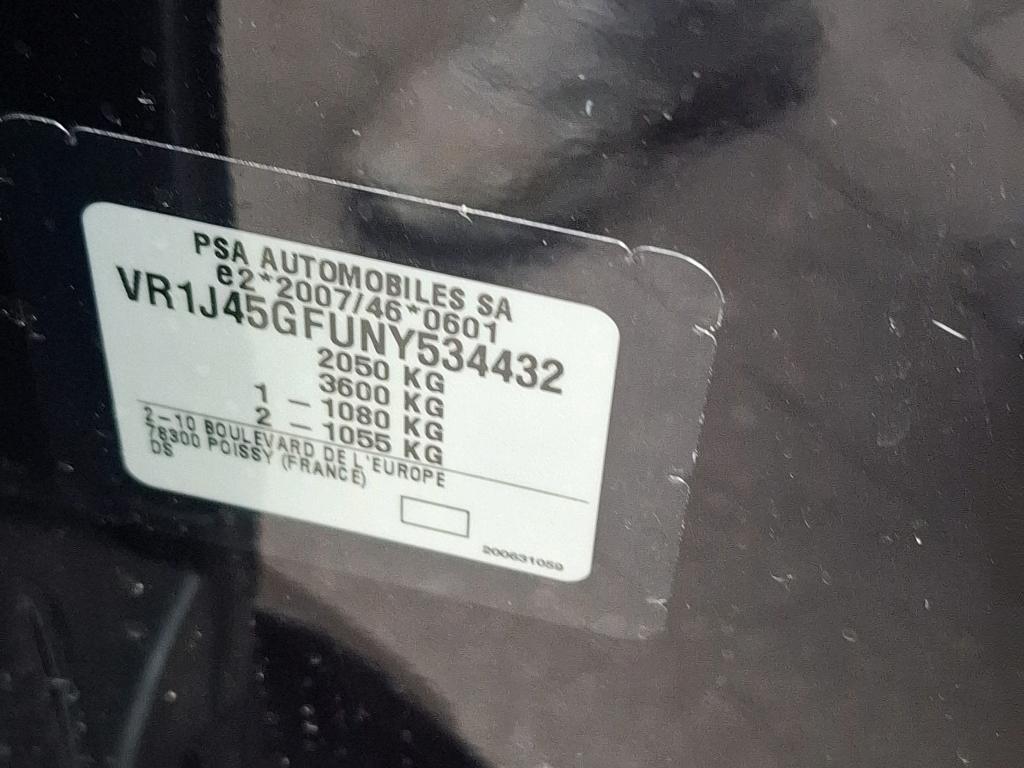 PSA AUTOMOBILES SA
e2*2007/46*0601
VR1J45GFUNY534432
2050 KG
3600 KG
1 - 1080 KG
2 - 1055 KG
2-10 BOULEVARD DE L'EUROPE
78300 POISSY (FRANCE)
DS
200631059